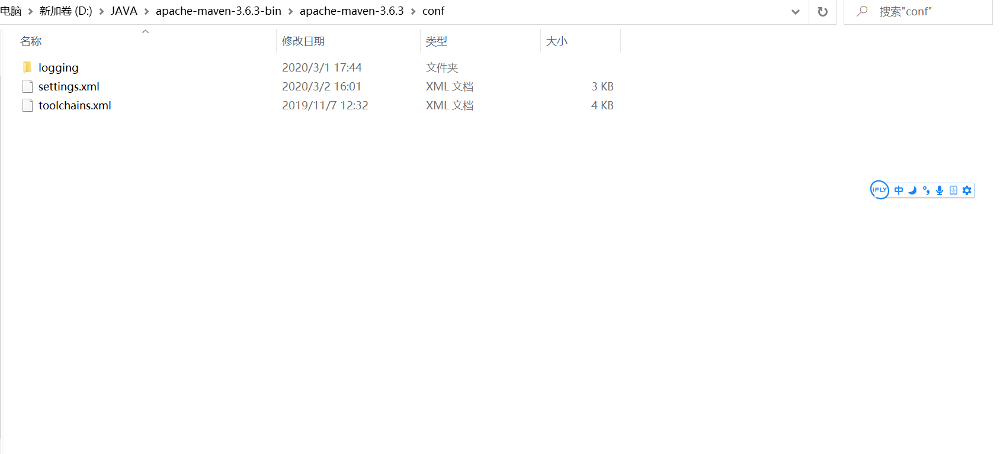 电脑 新加卷 (D:) JAVA apache-maven-3.6.3-bin apache-maven-3.6.3 conf 搜索"conf"
名称 修改日期 类型 大小
logging 2020/3/1 17:44 文件夹
settings.xml 2020/3/2 16:01 XML 文档 3 KB
toolchains.xml 2019/11/7 12:32 XML 文档 4 KB
iFLY 中